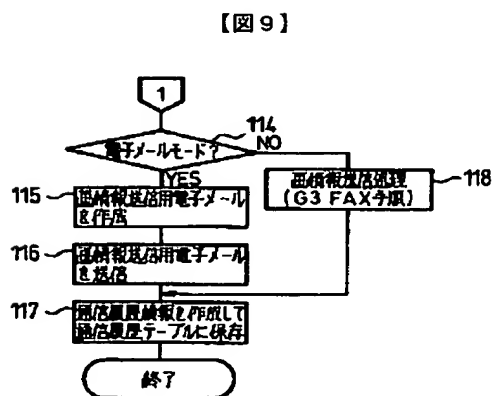 【図9】
1
114
電子メールモード?
NO
YES
115
画情報送信用電子メール
を作成
画情報送信処理
(G3 FAX手順)
118
116
画情報送信用電子メール
を送信
117
通信履歴情報を作成して
通信履歴テーブルに保存
終了